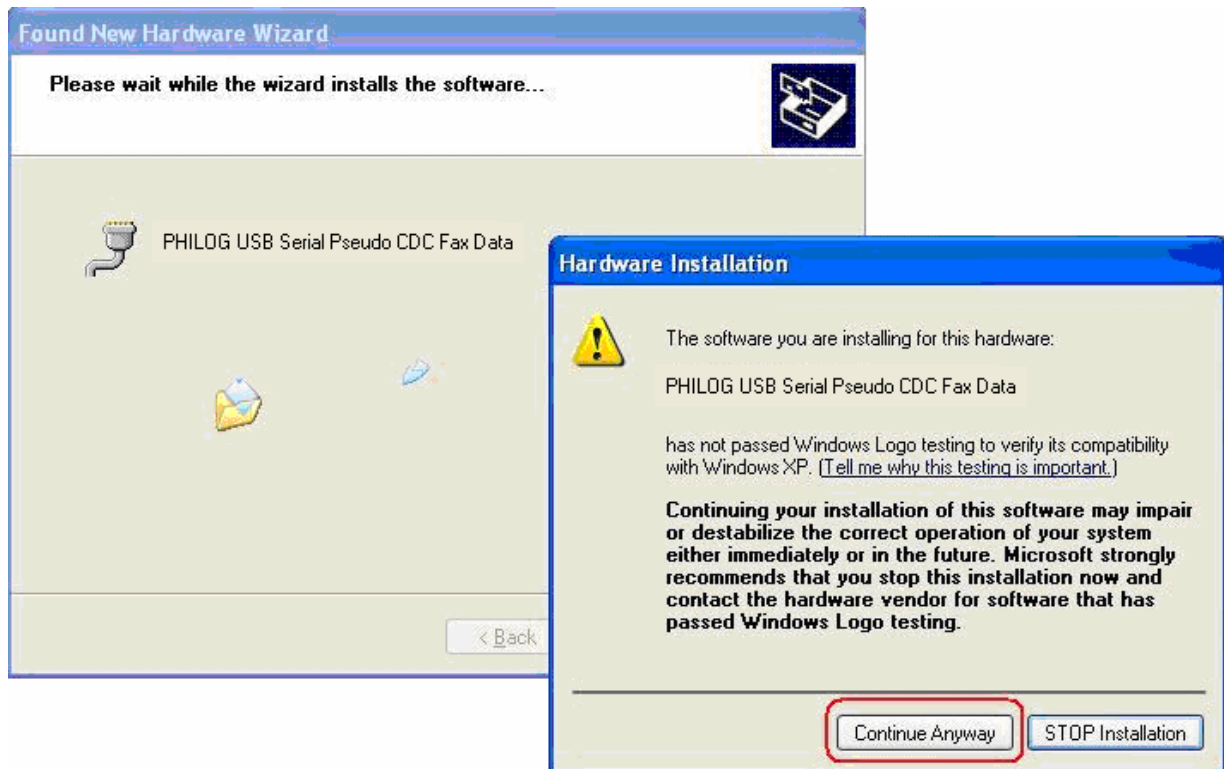 Found New Hardware Wizard
Please wait while the wizard installs the software...
PHILOG USB Serial Pseudo CDC Fax Data
< Back
Hardware Installation
The software you are installing for this hardware:
PHILOG USB Serial Pseudo CDC Fax Data
has not passed Windows Logo testing to verify its compatibility
with Windows XP. (Tell me why this testing is important.)
Continuing your installation of this software may impair
or destabilize the correct operation of your system
either immediately or in the future. Microsoft strongly
recommends that you stop this installation now and
contact the hardware vendor for software that has
passed Windows Logo testing.
Continue Anyway STOP Installation